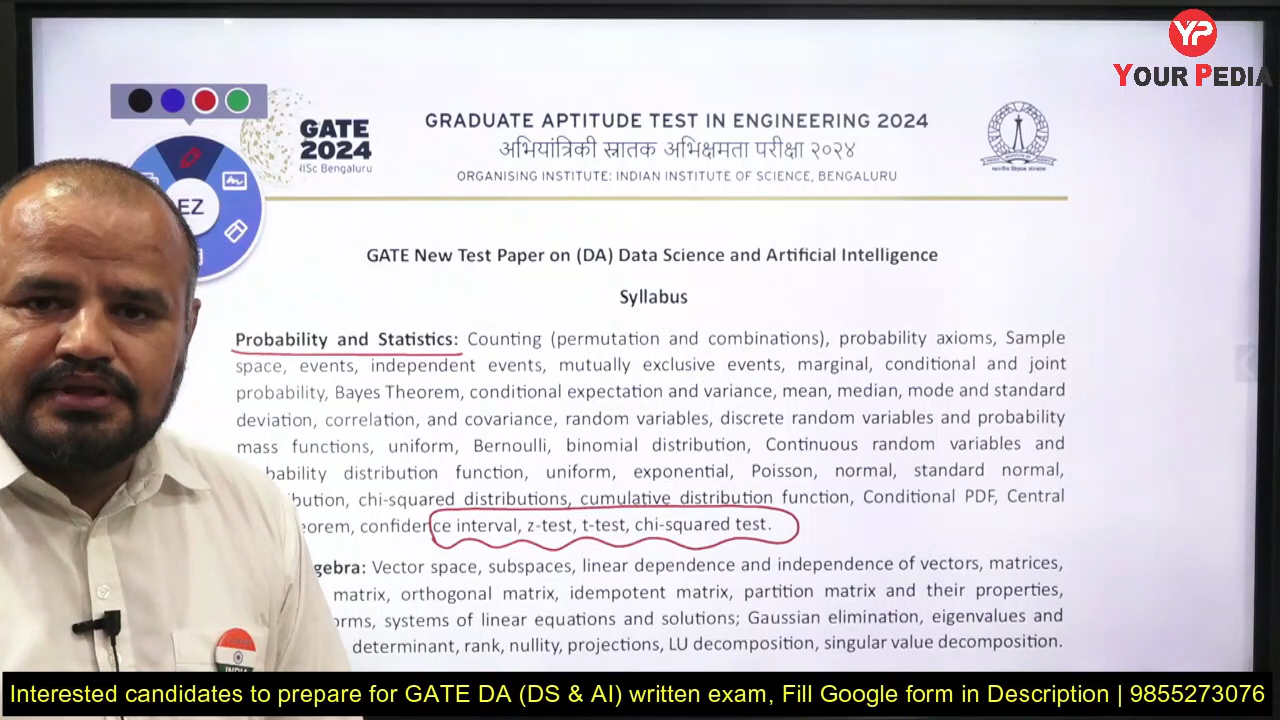 YP
YOUR PEDIA
GATE
2024
IISc Bengaluru
GRADUATE APTITUDE TEST IN ENGINEERING 2024
अभियांत्रिकी स्नातक अभिक्षमता परीक्षा २०२४
ORGANISING INSTITUTE: INDIAN INSTITUTE OF SCIENCE, BENGALURU
EZ
GATE New Test Paper on (DA) Data Science and Artificial Intelligence
Syllabus
Probability and Statistics: Counting (permutation and combinations), probability axioms, Sample
space, events, independent events, mutually exclusive events, marginal, conditional and joint
probability, Bayes Theorem, conditional expectation and variance, mean, median, mode and standard
deviation, correlation, and covariance, random variables, discrete random variables and probability
mass functions, uniform, Bernoulli, binomial distribution, Continuous random variables and
bability distribution function, uniform, exponential, Poisson, normal, standard normal,
ibution, chi-squared distributions, cumulative distribution function, Conditional PDF, Central
eorem, confidence interval, z-test, t-test, chi-squared test.
gebra: Vector space, subspaces, linear dependence and independence of vectors, matrices,
matrix, orthogonal matrix, idempotent matrix, partition matrix and their properties,
orms, systems of linear equations and solutions; Gaussian elimination, eigenvalues and
determinant, rank, nullity, projections, LU decomposition, singular value decomposition.
INDIA
Interested candidates to prepare for GATE DA (DS & AI) written exam, Fill Google form in Description | 9855273076